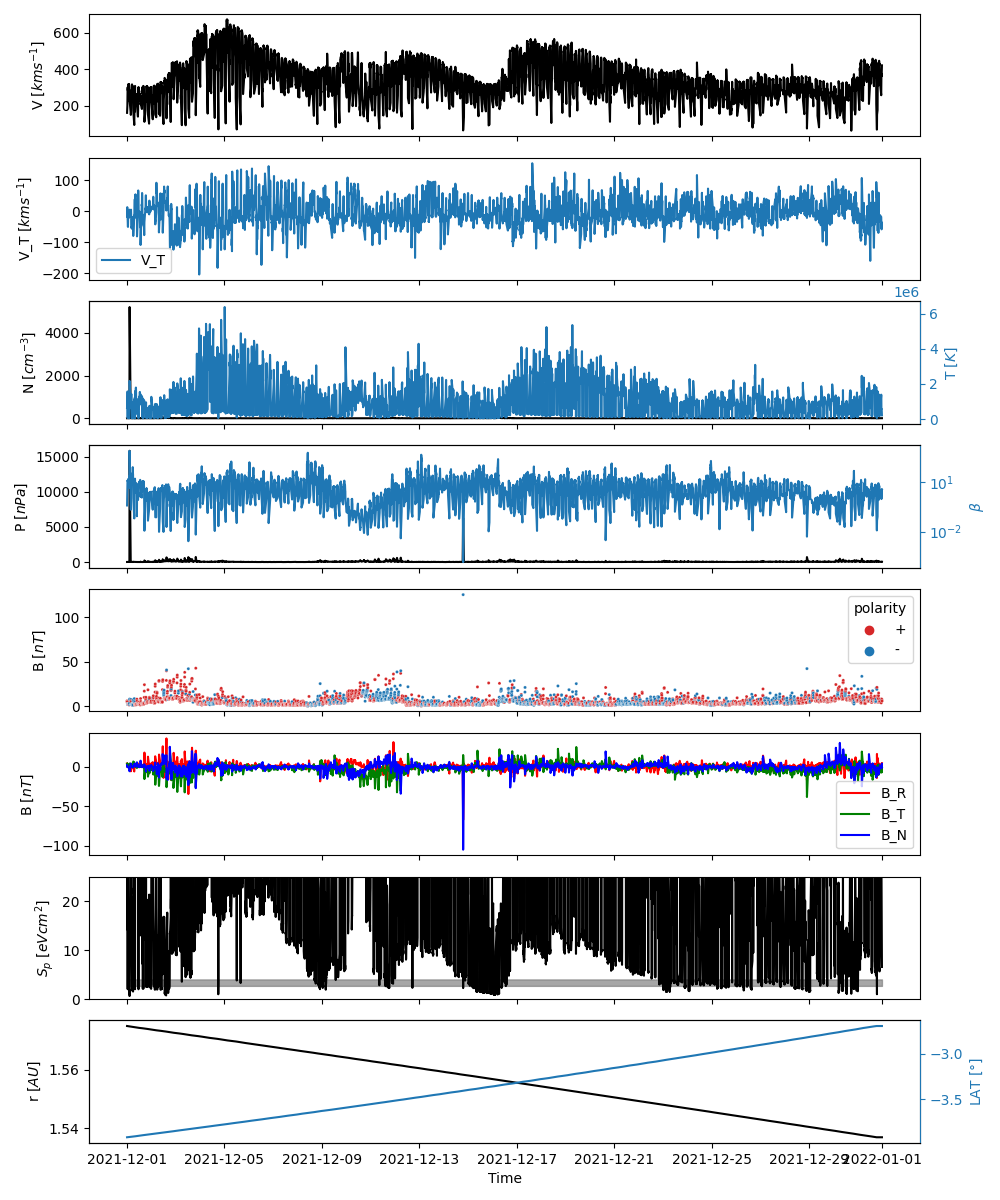 600
400
200
V [kms⁻¹]
100
0
−100
−200
V_T [kms⁻¹]
V_T
1e6
4000
2000
0
N [cm⁻³]
6
4
2
0
T [K]
15000
10000
5000
0
P [nPa]
10¹
10⁻²
β
100
50
0
B [nT]
polarity
+
-
0
−50
−100
B [nT]
B_R
B_T
B_N
20
10
0
Sₚ [eVcm²]
1.56
1.54
r [AU]
−3.0
−3.5
LAT [°]
2021-12-01 2021-12-05 2021-12-09 2021-12-13 2021-12-17 2021-12-21 2021-12-25 2021-12-29 2022-01-01
Time